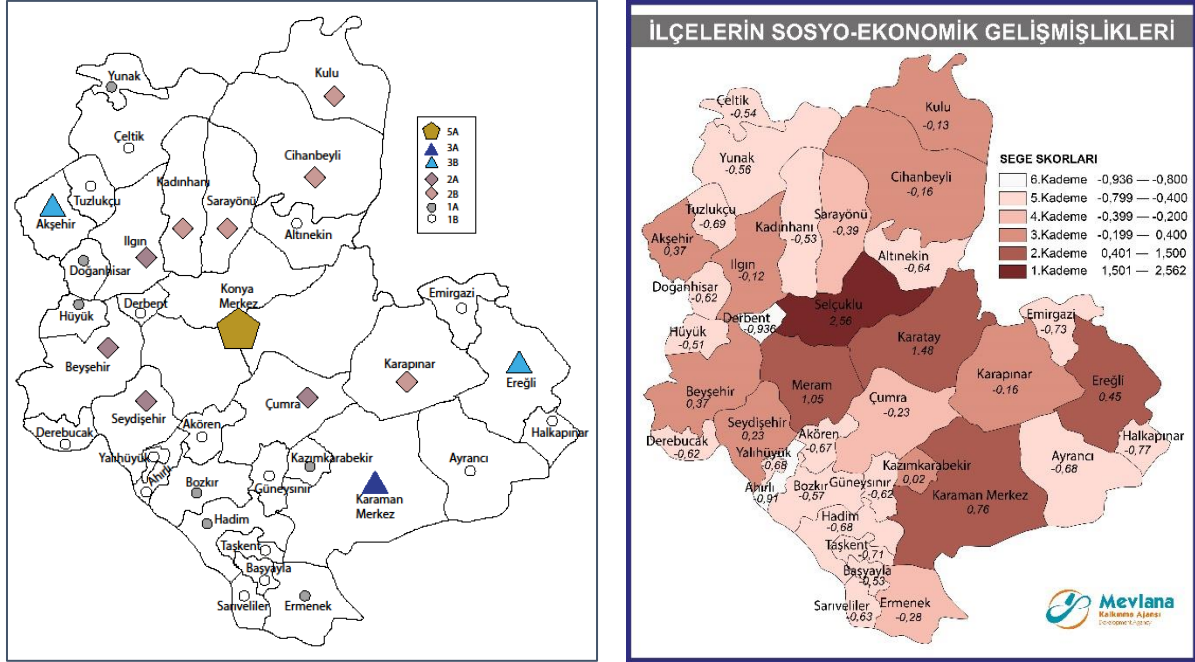 Kulu
Yunak
Çeltik
Cihanbeyli
Tuzlukçu
Kadınhanı
Sarayönü
Akşehir
Ilgın
Altınekin
Doğanhisar
Konya
Merkez
Derbent
Hüyük
Emirgazi
Beyşehir
Karapınar
Ereğli
Seydişehir
Çumra
Akören
Derebucak
Halkapınar
Yalıhüyük
Ahırlı
Kazımkarabekir
Ayrancı
Bozkır
Güneysınır
Karaman
Merkez
Hadim
Taşkent
Başyayla
Sarıveliler
Ermenek
5A
3A
3B
2A
2B
1A
1B
İLÇELERİN SOSYO-EKONOMİK GELİŞMİŞLİKLERİ
Çeltik
-0,54
Kulu
-0,13
Yunak
-0,56
Cihanbeyli
-0,16
Tuzlukçu
-0,69
Kadınhanı
-0,53
Sarayönü
-0,39
Akşehir
0,37
Ilgın
-0,12
Altınekin
-0,64
Doğanhisar
-0,62
Selçuklu
2,56
Derbent
-0,936
Hüyük
-0,51
Karatay
1,48
Emirgazi
-0,73
Karapınar
-0,16
Ereğli
0,45
Beyşehir
0,37
Meram
1,05
Çumra
-0,23
Seydişehir
0,23
Derebucak
-0,62
Akören
-0,67
Yalıhüyük
-0,68
Halkapınar
-0,77
Kazımkarabekir
0,02
Ayrancı
-0,68
Ahırlı
-0,91
Bozkır
-0,57
Güneysınır
-0,62
Karaman Merkez
0,76
Hadim
-0,68
Taşkent
-0,71
Başyayla
-0,53
Sarıveliler
-0,63
Ermenek
-0,28
SEGE SKORLARI
6.Kademe -0,936 — -0,800
5.Kademe -0,799 — -0,400
4.Kademe -0,399 — -0,200
3.Kademe -0,199 — 0,400
2.Kademe 0,401 — 1,500
1.Kademe 1,501 — 2,562
Mevlana
Kalkınma Ajansı
Development Agency